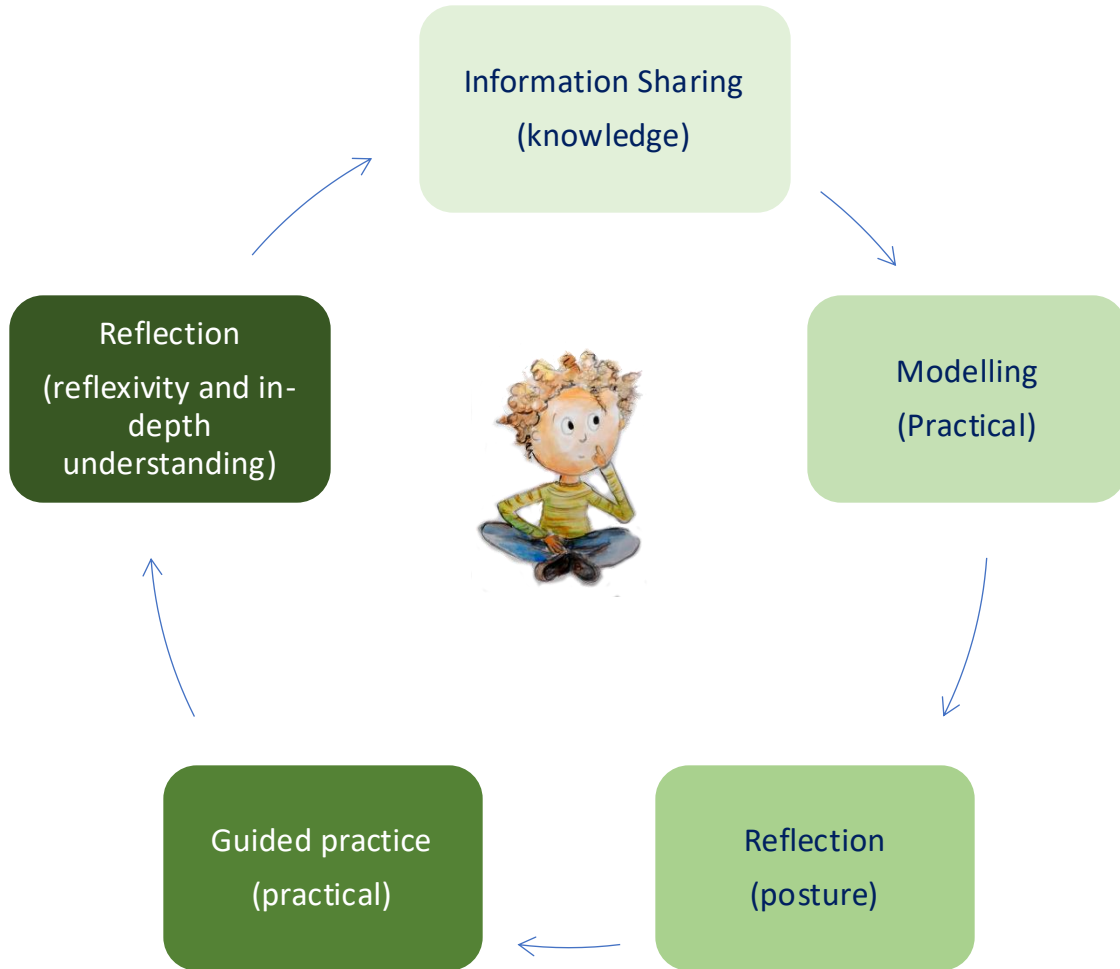 Information Sharing
(knowledge)
Modelling
(Practical)
Reflection
(posture)
Guided practice
(practical)
Reflection
(reflexivity and in-
depth
understanding)